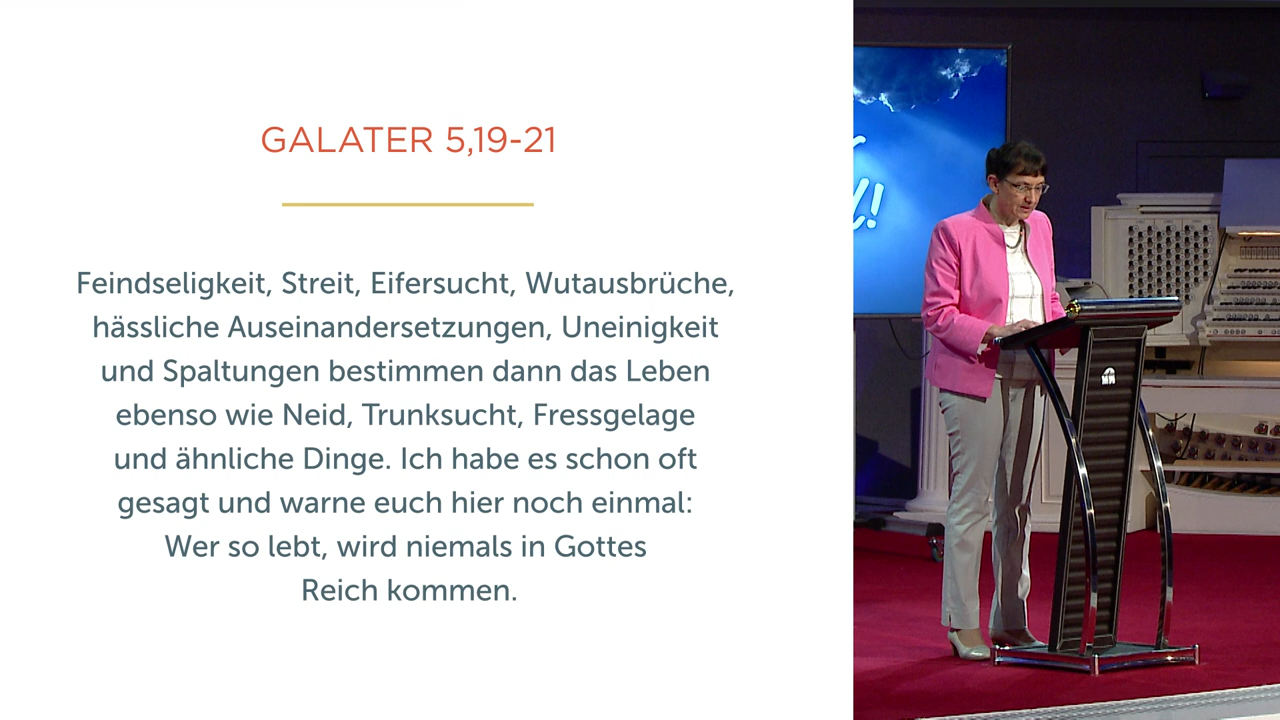 GALATER 5,19-21
Feindseligkeit, Streit, Eifersucht, Wutausbrüche,
hässliche Auseinandersetzungen, Uneinigkeit
und Spaltungen bestimmen dann das Leben
ebenso wie Neid, Trunksucht, Fressgelage
und ähnliche Dinge. Ich habe es schon oft
gesagt und warne euch hier noch einmal:
Wer so lebt, wird niemals in Gottes
Reich kommen.